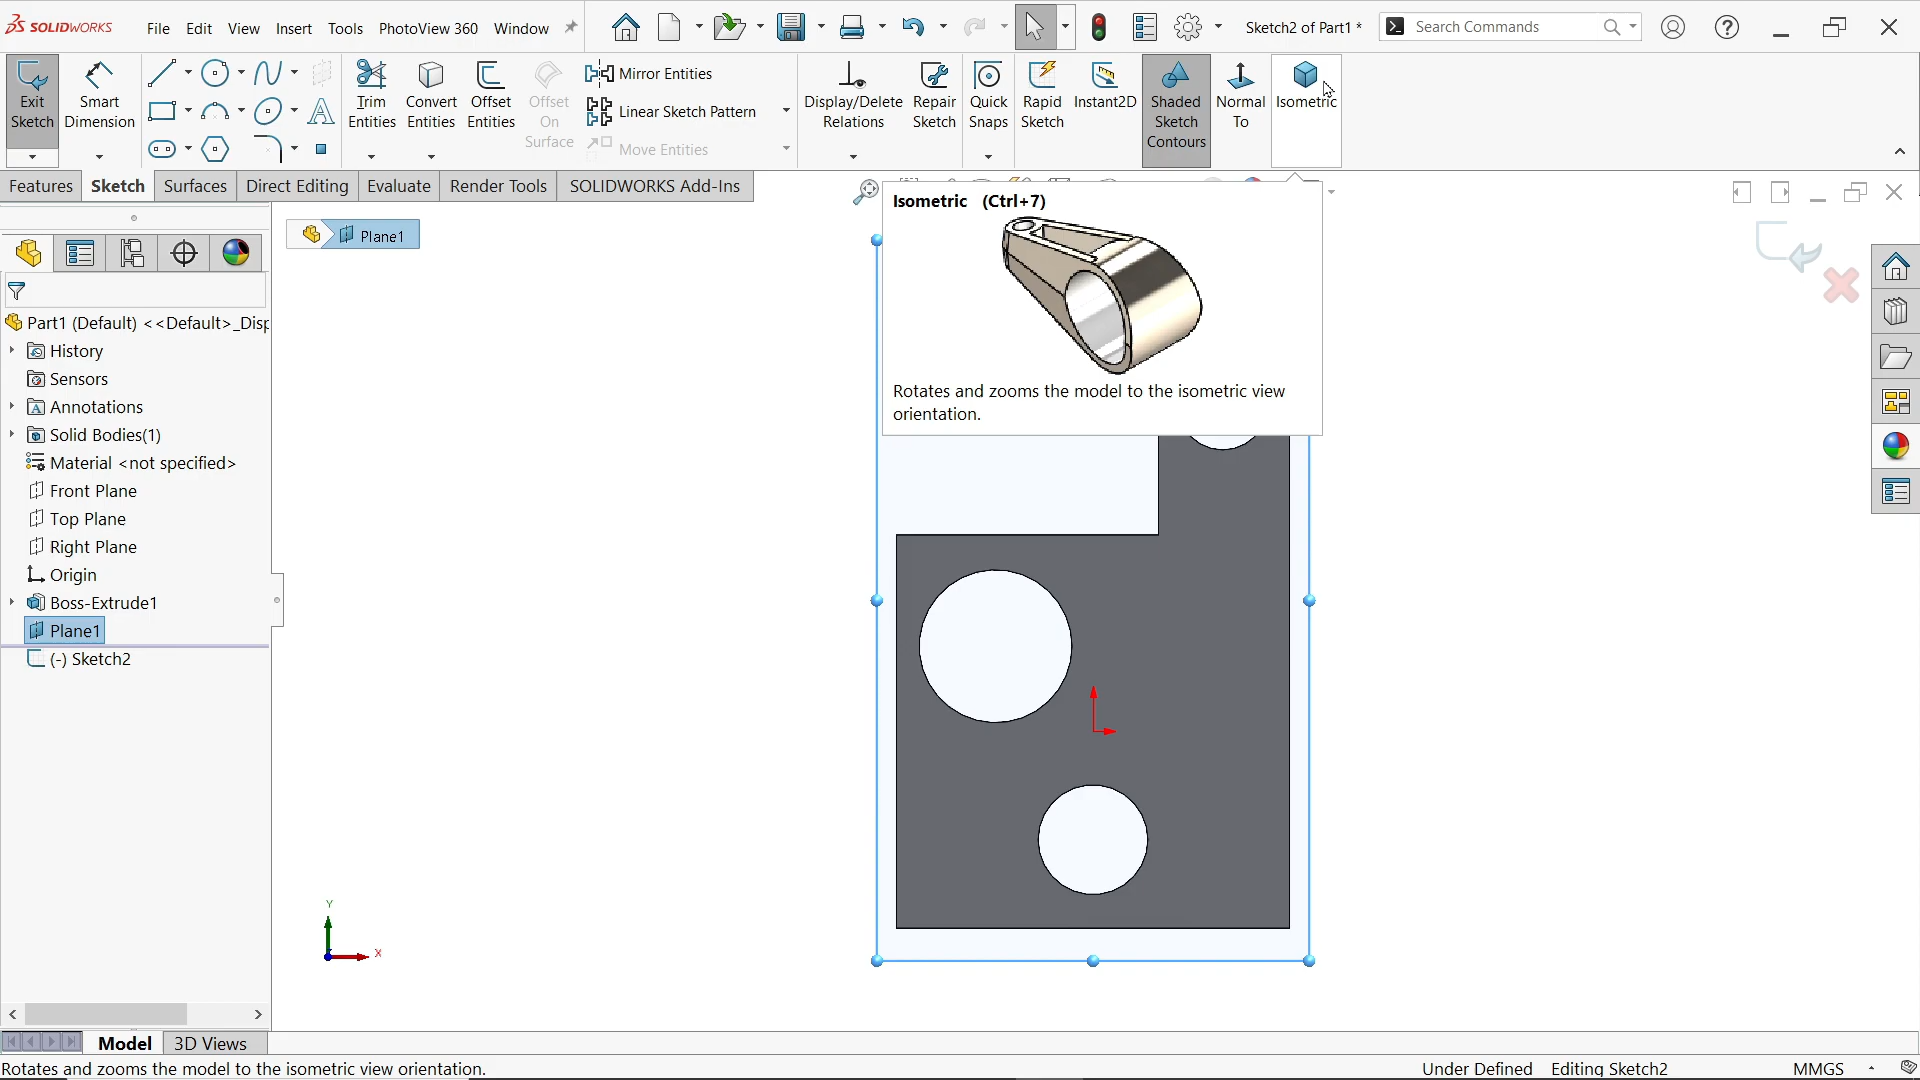 SOLIDWORKS
File Edit View Insert Tools PhotoView 360 Window
Sketch2 of Part1 *
Search Commands
Exit Sketch
Smart Dimension
Trim Entities
Convert Entities
Offset Entities
Offset On Surface
Mirror Entities
Linear Sketch Pattern
Move Entities
Display/Delete Relations
Repair Sketch
Quick Snaps
Rapid Sketch
Instant2D
Shaded Sketch Contours
Normal To
Isometric
Features Sketch Surfaces Direct Editing Evaluate Render Tools SOLIDWORKS Add-Ins
Plane1
Isometric (Ctrl+7)
Rotates and zooms the model to the isometric view
orientation.
Part1 (Default) <<Default>_Disp
History
Sensors
Annotations
Solid Bodies(1)
Material <not specified>
Front Plane
Top Plane
Right Plane
Origin
Boss-Extrude1
Plane1
(-) Sketch2
Y
X
Model 3D Views
Rotates and zooms the model to the isometric view orientation.
Under Defined Editing Sketch2 MMGS